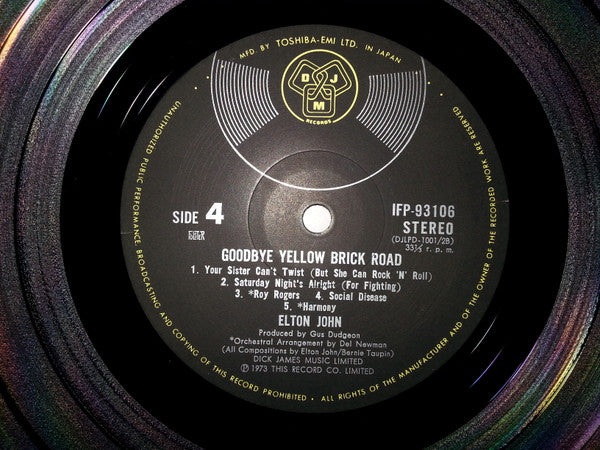 MFD. BY TOSHIBA-EMI LTD. IN JAPAN
DJM
RECORDS
UNAUTHORIZED PUBLIC PERFORMANCE, BROADCASTING AND COPYING OF THIS RECORD PROHIBITED • ALL RIGHTS OF THE MANUFACTURER AND OF THE OWNER OF THE RECORDED WORK ARE RESERVED
SIDE 4
IFP-93106
STEREO
(DJLPD-1001/2B)
33⅓ r. p. m.
GOODBYE YELLOW BRICK ROAD
1. Your Sister Can't Twist (But She Can Rock 'N' Roll)
2. Saturday Night's Alright (For Fighting)
3. *Roy Rogers 4. Social Disease
5. *Harmony
ELTON JOHN
Produced by Gus Dudgeon
*Orchestral Arrangement by Del Newman
(All Compositions by Elton John/Bernie Taupin)
DICK JAMES MUSIC LIMITED
Ⓟ 1973 THIS RECORD CO. LIMITED